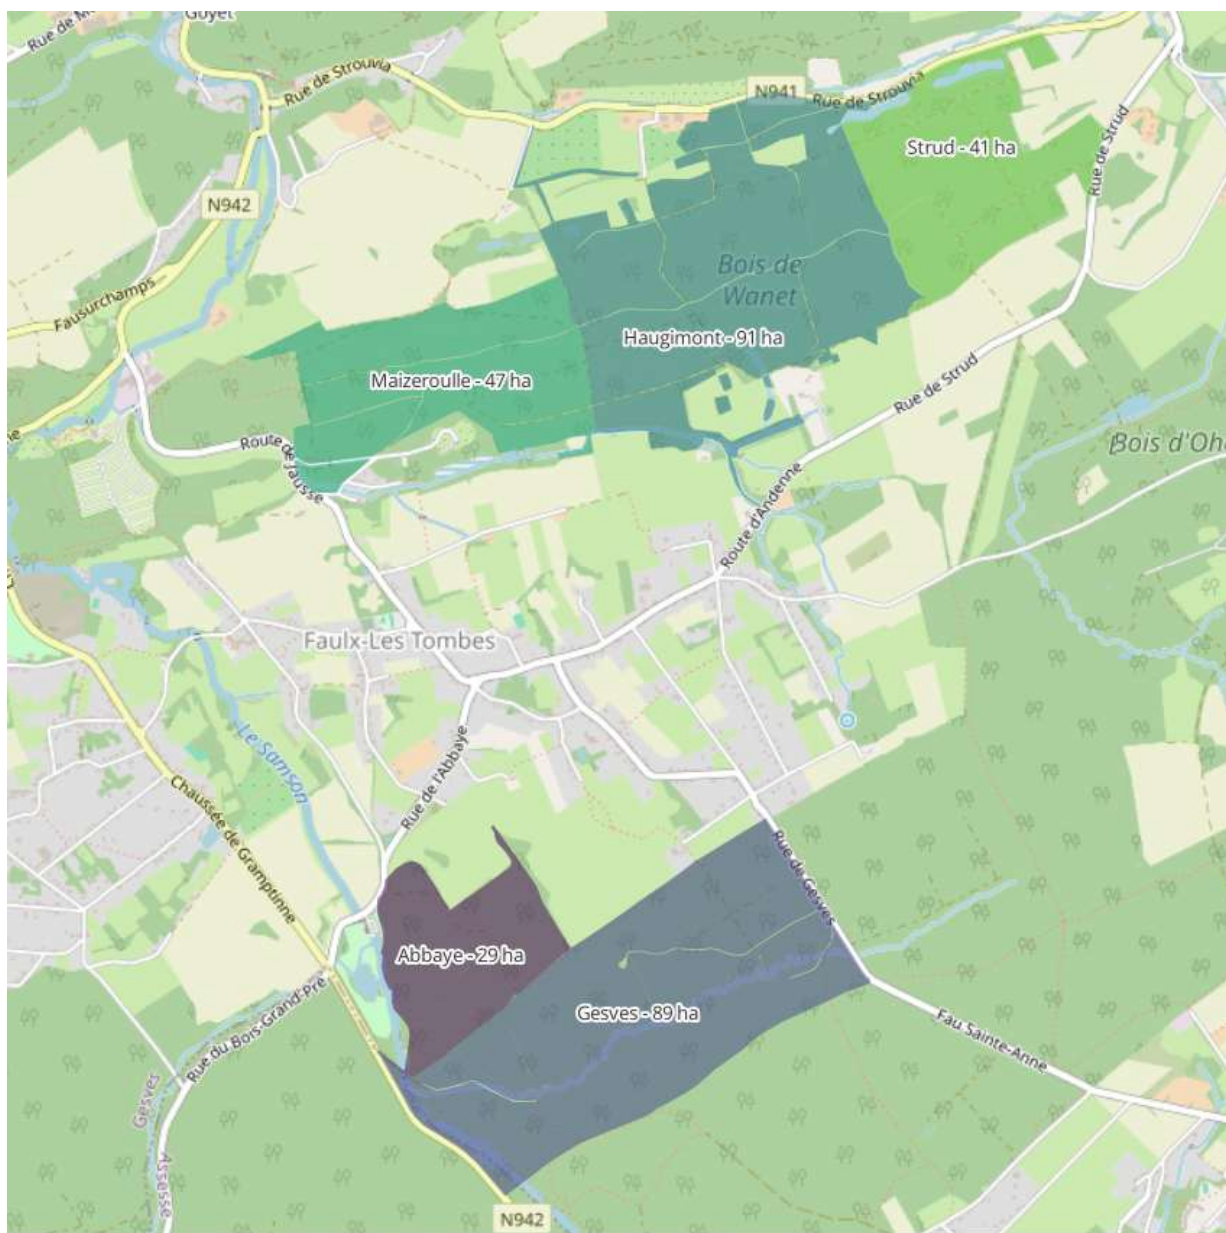 Goyet
Rue de Strouvia
N941
Rue de Strouvia
Strud - 41 ha
Rue de Strud
N942
Bois de
Wanet
Fausurchamps
Haugimont - 91 ha
Maizeroulle - 47 ha
Rue de Strud
Route de Jausse
Bois d'Oha
Route d'Andenne
Faulx-Les Tombes
Le Samson
Rue de l'Abbaye
Chaussée de Gramptinne
Rue de Gesves
Abbaye - 29 ha
Gesves - 89 ha
Rue du Bois-Grand-Pré
Fau Sainte-Anne
Gesves
Assesse
N942